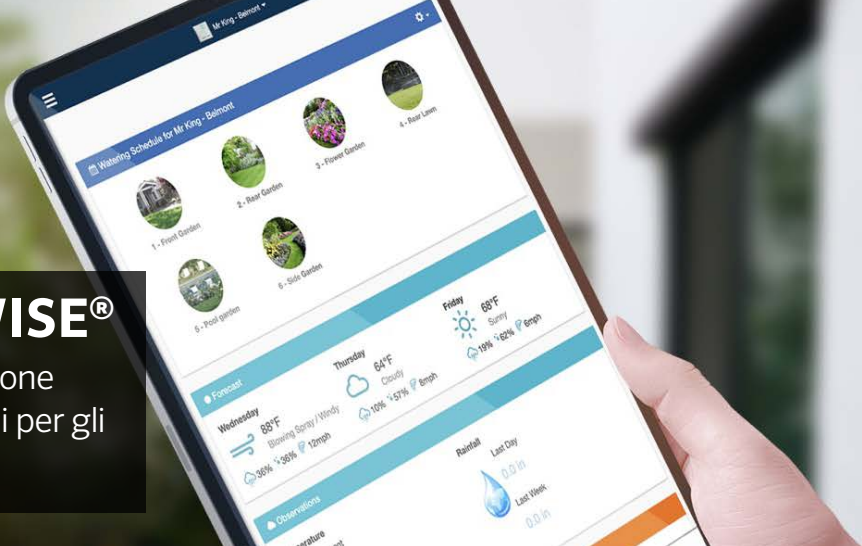 Mr King - Belmont
Watering Schedule for Mr King - Belmont
1 - Front Garden
2 - Rear Garden
3 - Flower Garden
4 - Rear Lawn
5 - Pool garden
6 - Side Garden
Forecast
Wednesday
88°F
Blowing Spray / Windy
36% 36% 12mph
Thursday
64°F
Cloudy
10% 57% 8mph
Friday
68°F
Sunny
19% 62% 6mph
Observations
Rainfall
Last Day
0.0 in
Last Week
0.0 in
WISE®
one
i per gli